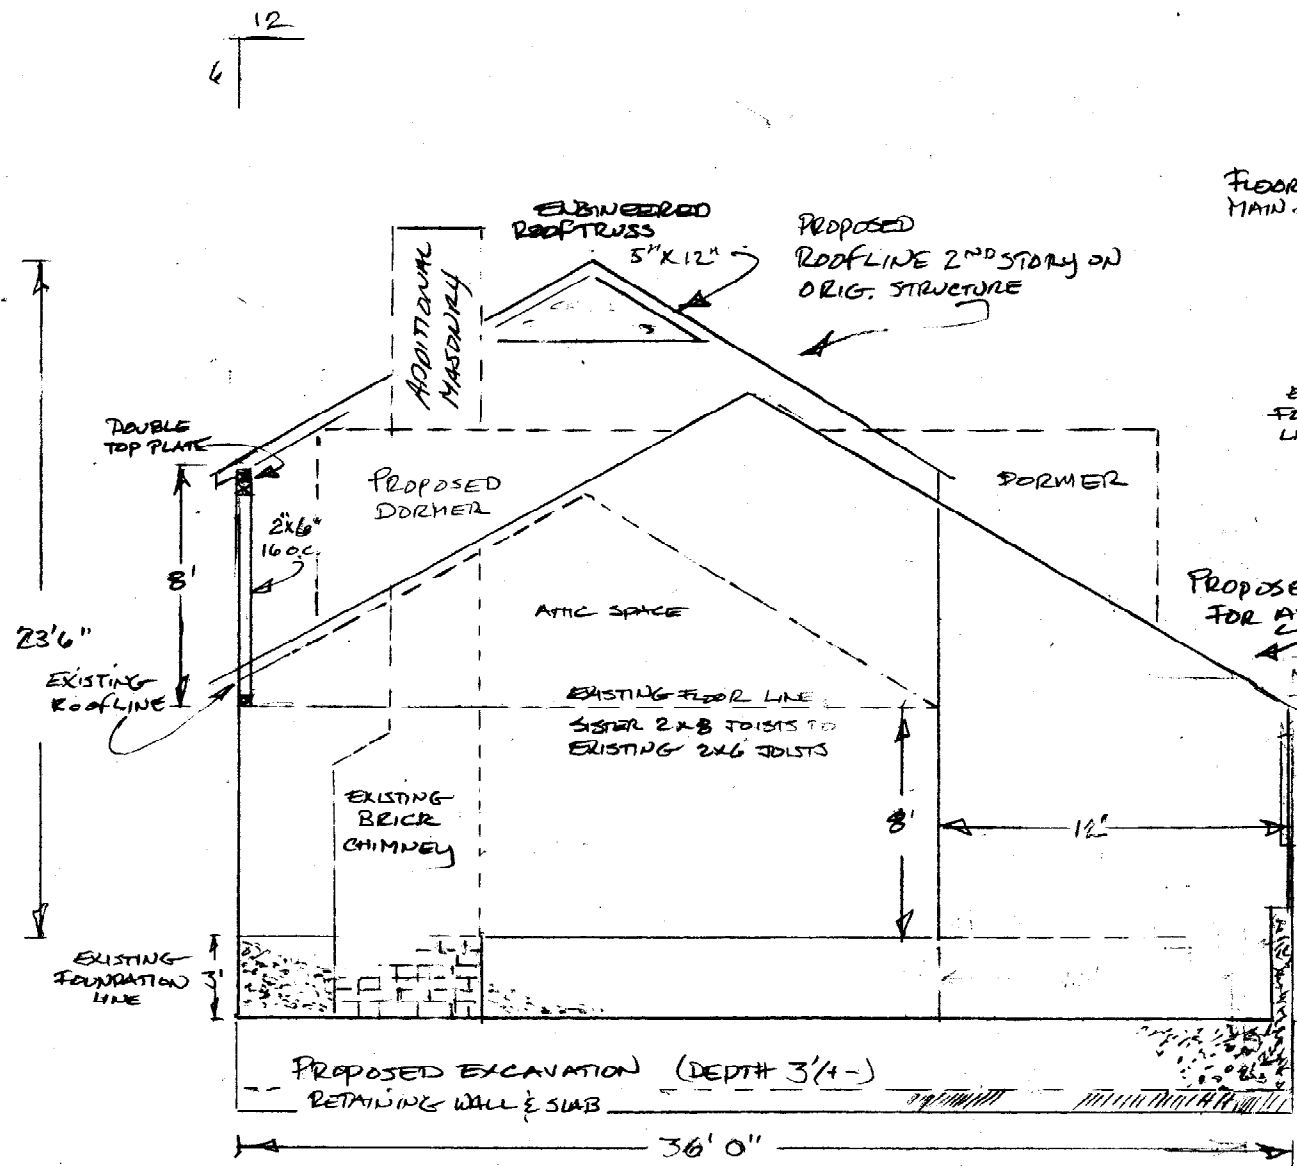 12
6
FLOOR
MAIN
ENGINEERED
ROOF TRUSS
5"X12"
PROPOSED
ROOFLINE 2ND STORY ON
ORIG. STRUCTURE
ADDITIONAL
MASONRY
DOUBLE
TOP PLATE
PROPOSED
DORMER
DORMER
2"x6"
16 O.C.
8'
PROPOSE
FOR
ATTIC SPACE
23'6"
EXISTING
ROOFLINE
EXISTING FLOOR LINE
SISTER 2x8 JOISTS TO
EXISTING 2x6 JOISTS
EXISTING
BRICK
CHIMNEY
8'
12'
EXISTING
FOUNDATION
LINE
3'
PROPOSED EXCAVATION (DEPTH 3'(+-)
RETAINING WALL & SLAB
36' 0"